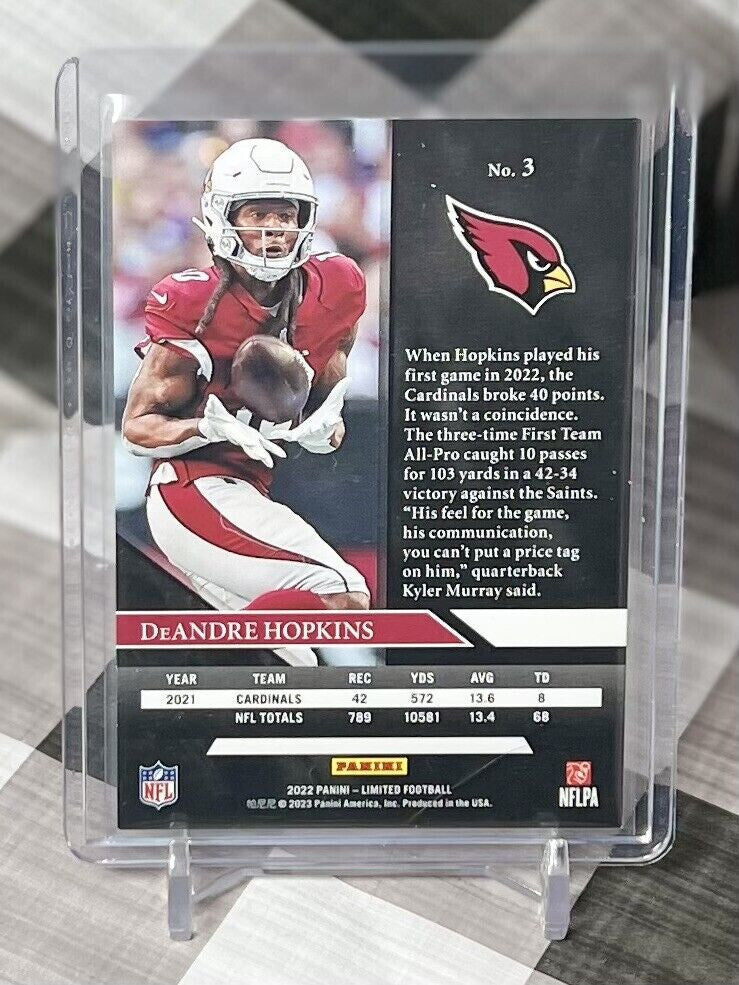 No. 3
When Hopkins played his
first game in 2022, the
Cardinals broke 40 points.
It wasn't a coincidence.
The three-time First Team
All-Pro caught 10 passes
for 103 yards in a 42-34
victory against the Saints.
“His feel for the game,
his communication,
you can't put a price tag
on him,” quarterback
Kyler Murray said.
DeANDRE HOPKINS
YEAR TEAM REC YDS AVG TD
2021 CARDINALS 42 572 13.6 8
NFL TOTALS 789 10581 13.4 68
PANINI
2022 PANINI – LIMITED FOOTBALL
帕尼尼 © 2023 Panini America, Inc. Produced in the USA.
NFL
NFLPA